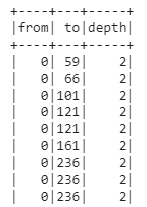 +----+---+-----+
|from| to|depth|
+----+---+-----+
|   0| 59|    2|
|   0| 66|    2|
|   0|101|    2|
|   0|121|    2|
|   0|121|    2|
|   0|161|    2|
|   0|236|    2|
|   0|236|    2|
|   0|236|    2|